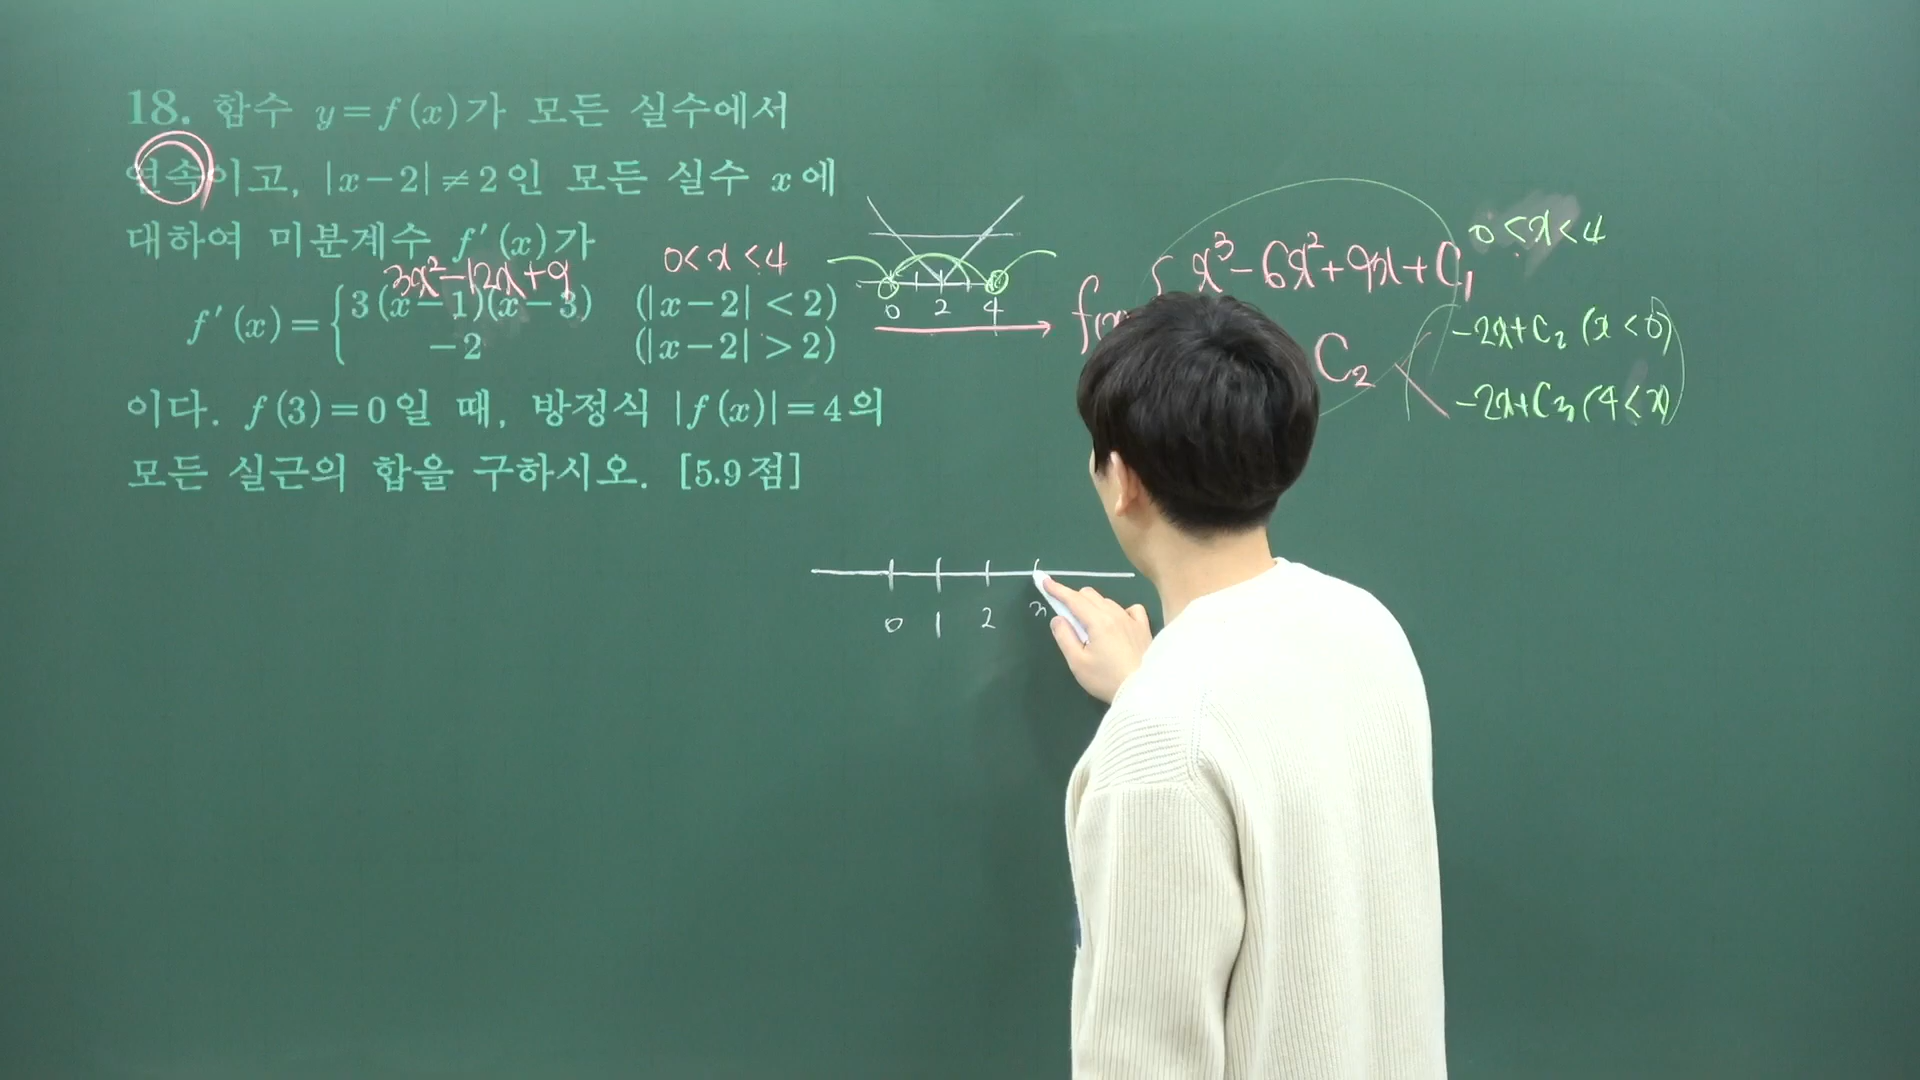 18. 함수 y=f(x)가 모든 실수에서
연속이고, |x-2|≠2인 모든 실수 x에
대하여 미분계수 f'(x)가
3x²-12x+9 0<x<4
f'(x)={3(x-1)(x-3) (|x-2|<2)
-2 (|x-2|>2)
이다. f(3)=0일 때, 방정식 |f(x)|=4의
모든 실근의 합을 구하시오. [5.9점]
0 2 4
x³-6x²+9x+C₁ 0<x<4
C₂
-2x+C₂ (x<0)
-2x+C₃ (4<x)
0 1 2 3